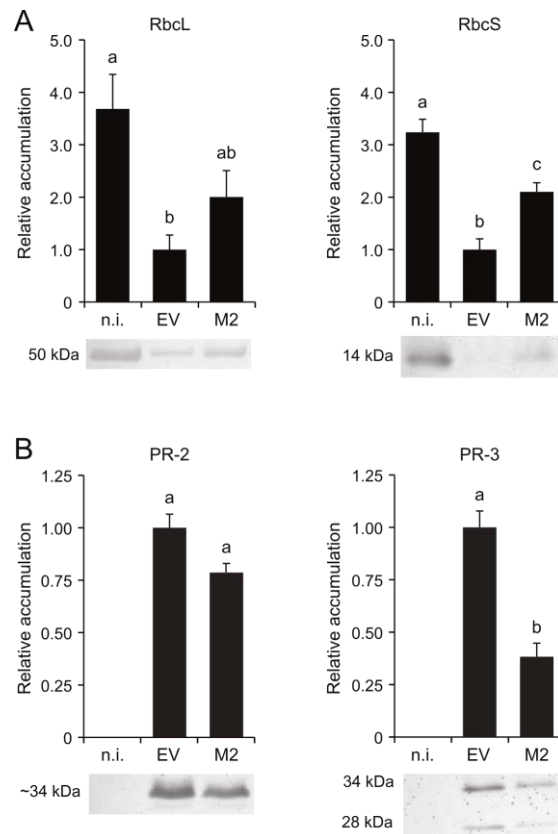 A
RbcL
Relative accumulation
5.0
4.0
3.0
2.0
1.0
0
a
b
ab
n.i. EV M2
50 kDa
RbcS
Relative accumulation
5.0
4.0
3.0
2.0
1.0
0
a
b
c
n.i. EV M2
14 kDa
B
PR-2
Relative accumulation
1.25
1.00
0.75
0.50
0.25
0
a
a
n.i. EV M2
~34 kDa
PR-3
Relative accumulation
1.25
1.00
0.75
0.50
0.25
0
a
b
n.i. EV M2
34 kDa
28 kDa